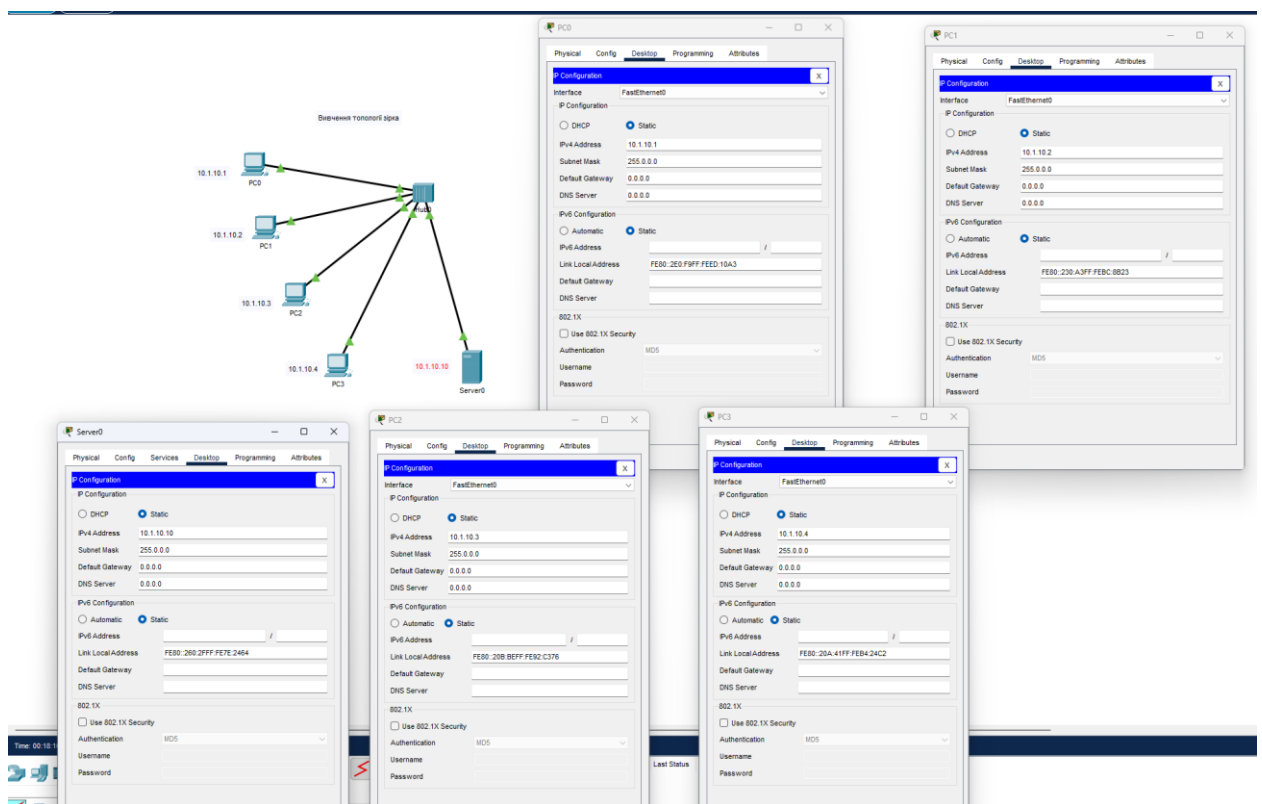 Вивчення топології зірка
10.1.10.1
PC0
Hub0
10.1.10.2
PC1
10.1.10.3
PC2
10.1.10.4
PC3
10.1.10.10
Server0
PC0
Physical Config Desktop Programming Attributes
IP Configuration X
Interface FastEthernet0
IP Configuration
DHCP Static
IPv4 Address 10.1.10.1
Subnet Mask 255.0.0.0
Default Gateway 0.0.0.0
DNS Server 0.0.0.0
IPv6 Configuration
Automatic Static
IPv6 Address /
Link Local Address FE80::2E0:F9FF:FEED:10A3
Default Gateway
DNS Server
802.1X
Use 802.1X Security
Authentication MD5
Username
Password
PC1
Physical Config Desktop Programming Attributes
IP Configuration X
Interface FastEthernet0
IP Configuration
DHCP Static
IPv4 Address 10.1.10.2
Subnet Mask 255.0.0.0
Default Gateway 0.0.0.0
DNS Server 0.0.0.0
IPv6 Configuration
Automatic Static
IPv6 Address /
Link Local Address FE80::230:A3FF:FEBC:8B23
Default Gateway
DNS Server
802.1X
Use 802.1X Security
Authentication MD5
Username
Password
Server0
Physical Config Services Desktop Programming Attributes
IP Configuration X
IP Configuration
DHCP Static
IPv4 Address 10.1.10.10
Subnet Mask 255.0.0.0
Default Gateway 0.0.0.0
DNS Server 0.0.0.0
IPv6 Configuration
Automatic Static
IPv6 Address /
Link Local Address FE80::260:2FFF:FE7E:2464
Default Gateway
DNS Server
802.1X
Use 802.1X Security
Authentication MD5
Username
Password
PC2
Physical Config Desktop Programming Attributes
IP Configuration X
Interface FastEthernet0
IP Configuration
DHCP Static
IPv4 Address 10.1.10.3
Subnet Mask 255.0.0.0
Default Gateway 0.0.0.0
DNS Server 0.0.0.0
IPv6 Configuration
Automatic Static
IPv6 Address /
Link Local Address FE80::20B:BEFF:FE92:C376
Default Gateway
DNS Server
802.1X
Use 802.1X Security
Authentication MD5
Username
Password
PC3
Physical Config Desktop Programming Attributes
IP Configuration X
Interface FastEthernet0
IP Configuration
DHCP Static
IPv4 Address 10.1.10.4
Subnet Mask 255.0.0.0
Default Gateway 0.0.0.0
DNS Server 0.0.0.0
IPv6 Configuration
Automatic Static
IPv6 Address /
Link Local Address FE80::20A:41FF:FEB4:24C2
Default Gateway
DNS Server
802.1X
Use 802.1X Security
Authentication MD5
Username
Password
Time: 00:18:1
Last Status